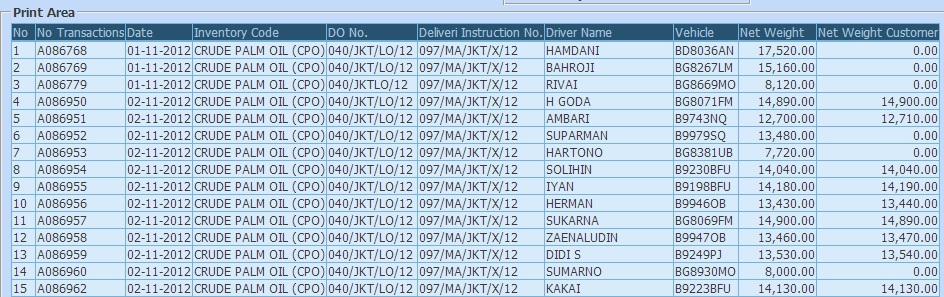 Print Area
No No Transactions Date Inventory Code DO No. Deliveri Instruction No. Driver Name Vehicle Net Weight Net Weight Customer
1 A086768 01-11-2012 CRUDE PALM OIL (CPO) 040/JKT/LO/12 097/MA/JKT/X/12 HAMDANI BD8036AN 17,520.00 0.00
2 A086769 01-11-2012 CRUDE PALM OIL (CPO) 040/JKT/LO/12 097/MA/JKT/X/12 BAHROJI BG8267LM 15,160.00 0.00
3 A086779 01-11-2012 CRUDE PALM OIL (CPO) 040/JKTLO/12 097/MA/JKT/X/12 RIVAI BG8669MO 8,120.00 0.00
4 A086950 02-11-2012 CRUDE PALM OIL (CPO) 040/JKT/LO/12 097/MA/JKT/X/12 H GODA BG8071FM 14,890.00 14,900.00
5 A086951 02-11-2012 CRUDE PALM OIL (CPO) 040/JKT/LO/12 097/MA/JKT/X/12 AMBARI B9743NQ 12,700.00 12,710.00
6 A086952 02-11-2012 CRUDE PALM OIL (CPO) 040/JKT/LO/12 097/MA/JKT/X/12 SUPARMAN B9979SQ 13,480.00 0.00
7 A086953 02-11-2012 CRUDE PALM OIL (CPO) 040/JKT/LO/12 097/MA/JKT/X/12 HARTONO BG8381UB 7,720.00 0.00
8 A086954 02-11-2012 CRUDE PALM OIL (CPO) 040/JKT/LO/12 097/MA/JKT/X/12 SOLIHIN B9230BFU 14,040.00 14,040.00
9 A086955 02-11-2012 CRUDE PALM OIL (CPO) 040/JKT/LO/12 097/MA/JKT/X/12 IYAN B9198BFU 14,180.00 14,190.00
10 A086956 02-11-2012 CRUDE PALM OIL (CPO) 040/JKT/LO/12 097/MA/JKT/X/12 HERMAN B9946OB 13,430.00 13,440.00
11 A086957 02-11-2012 CRUDE PALM OIL (CPO) 040/JKT/LO/12 097/MA/JKT/X/12 SUKARNA BG8069FM 14,900.00 14,890.00
12 A086958 02-11-2012 CRUDE PALM OIL (CPO) 040/JKT/LO/12 097/MA/JKT/X/12 ZAENALUDIN B9947OB 13,460.00 13,470.00
13 A086959 02-11-2012 CRUDE PALM OIL (CPO) 040/JKT/LO/12 097/MA/JKT/X/12 DIDI S B9249PJ 13,530.00 13,540.00
14 A086960 02-11-2012 CRUDE PALM OIL (CPO) 040/JKT/LO/12 097/MA/JKT/X/12 SUMARNO BG8930MO 8,000.00 0.00
15 A086962 02-11-2012 CRUDE PALM OIL (CPO) 040/JKT/LO/12 097/MA/JKT/X/12 KAKAI B9223BFU 14,130.00 14,130.00